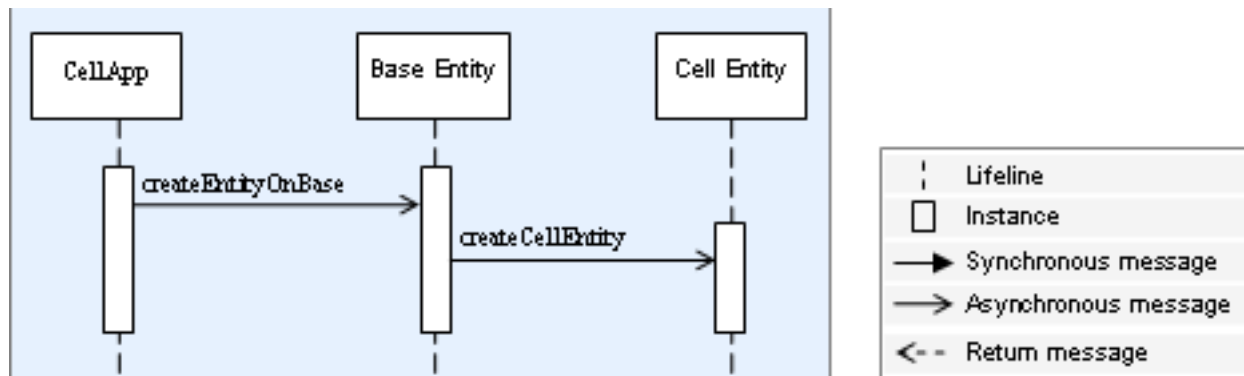 CellApp
Base Entity
Cell Entity
createEntityOnBase
createCellEntity
Lifeline
Instance
Synchronous message
Asynchronous message
Return message